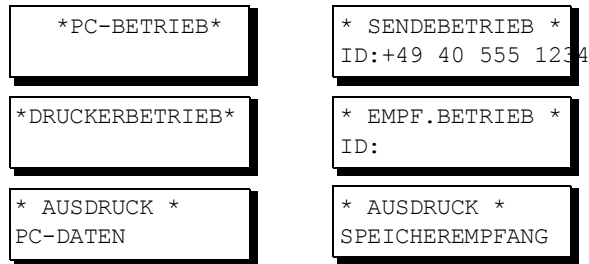 *PC-BETRIEB*
* SENDEBETRIEB *
ID:+49 40 555 1234
*DRUCKERBETRIEB*
* EMPF.BETRIEB *
ID:
* AUSDRUCK *
PC-DATEN
* AUSDRUCK *
SPEICHEREMPFANG